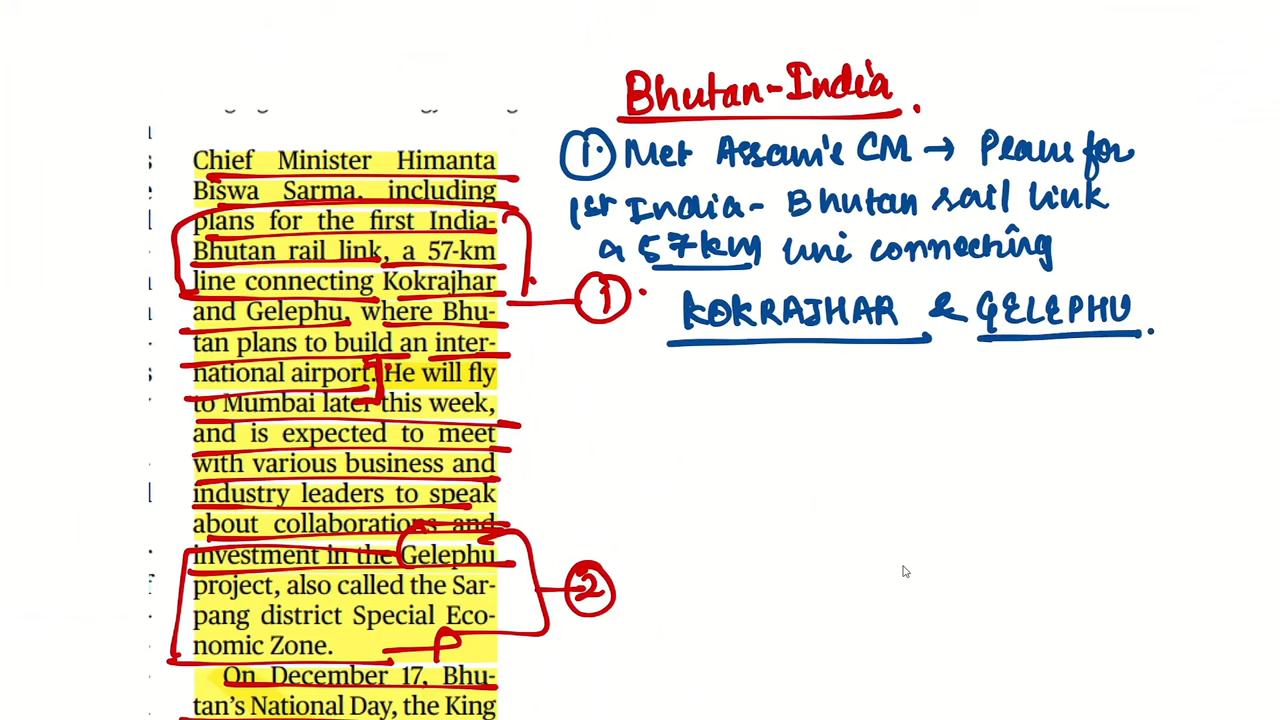 Chief Minister Himanta
Biswa Sarma, including
plans for the first India-
Bhutan rail link, a 57-km
line connecting Kokrajhar
and Gelephu, where Bhu-
tan plans to build an inter-
national airport. He will fly
to Mumbai later this week,
and is expected to meet
with various business and
industry leaders to speak
about collaborations and
investment in the Gelephu
project, also called the Sar-
pang district Special Eco-
nomic Zone.
On December 17, Bhu-
tan's National Day, the King
1
2
Bhutan-India.
1. Met Assam's CM → Plans for
1st India- Bhutan rail link
a 57km line connecting
KOKRAJHAR & GELEPHU.